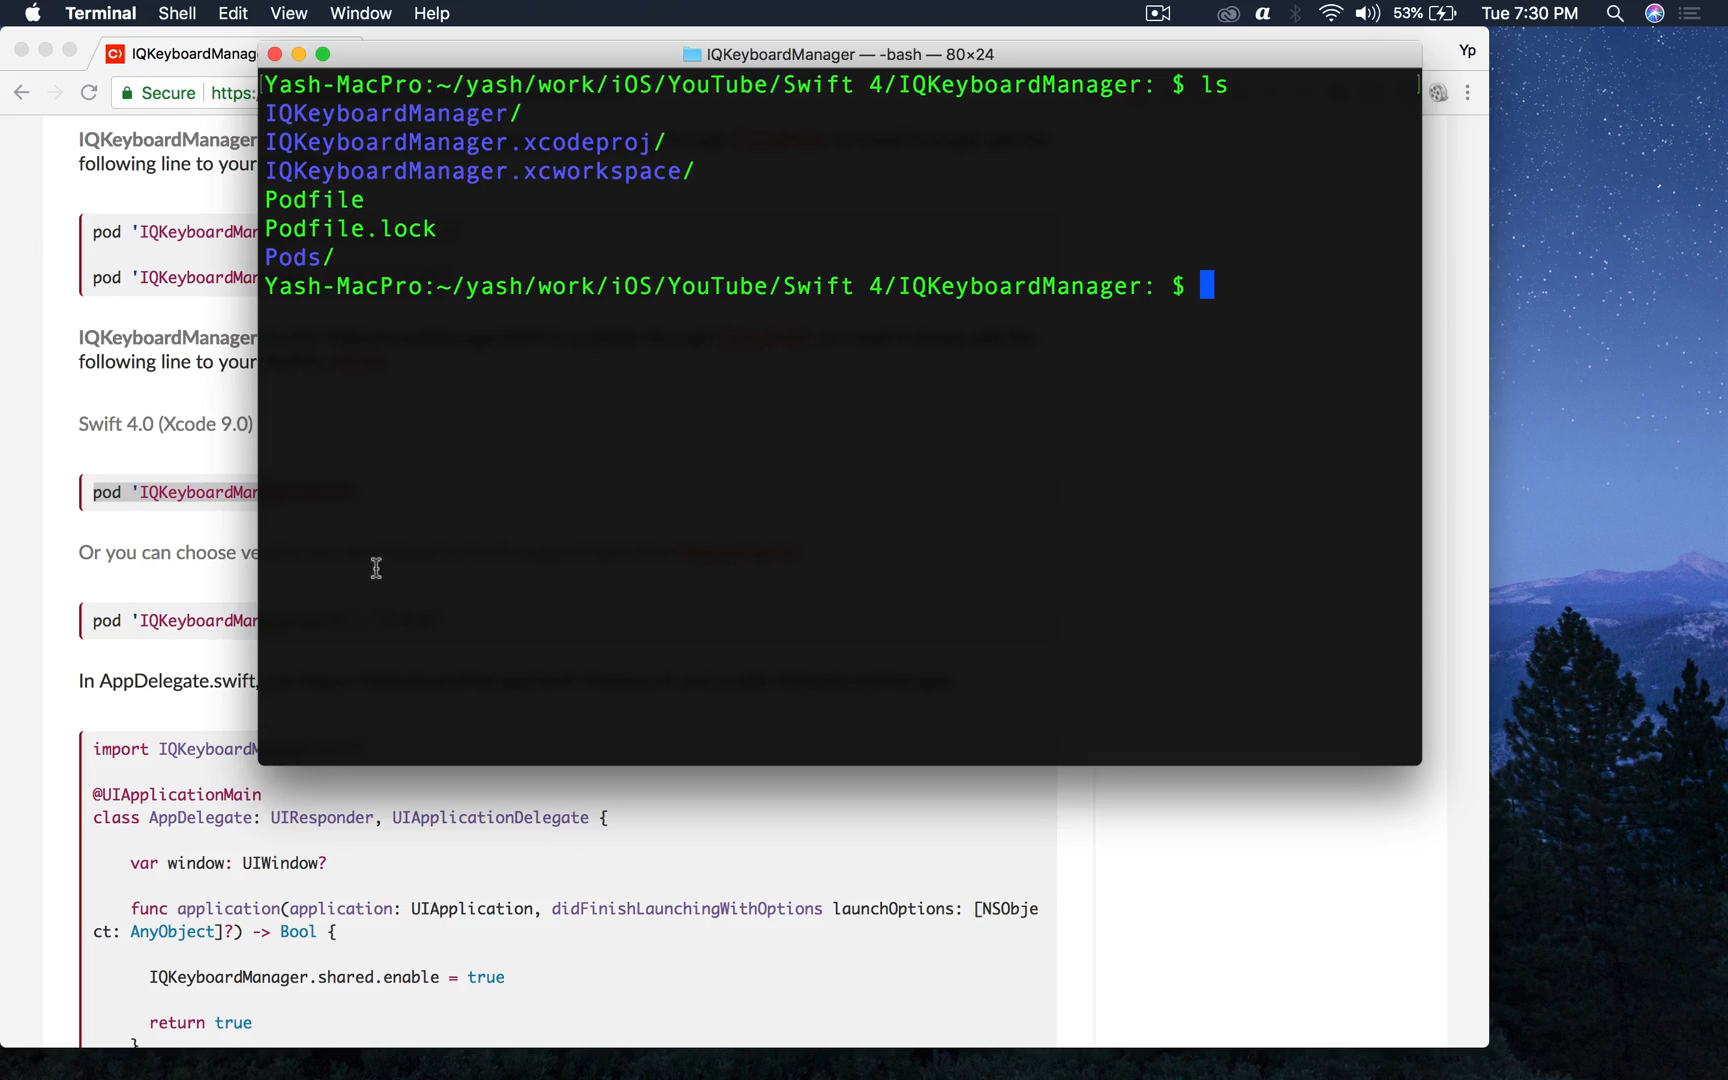 Terminal Shell Edit View Window Help 53% Tue 7:30 PM
IQKeyboardManag
IQKeyboardManager — -bash — 80×24
Yp
Secure https:
Yash-MacPro:~/yash/work/iOS/YouTube/Swift 4/IQKeyboardManager: $ ls
IQKeyboardManager/
IQKeyboardManager.xcodeproj/
IQKeyboardManager.xcworkspace/
Podfile
Podfile.lock
Pods/
Yash-MacPro:~/yash/work/iOS/YouTube/Swift 4/IQKeyboardManager: $
IQKeyboardManager
following line to your
pod 'IQKeyboardMan
pod 'IQKeyboardMan
IQKeyboardManager
following line to your
Swift 4.0 (Xcode 9.0)
pod 'IQKeyboardMan
Or you can choose ve
pod 'IQKeyboardMan
In AppDelegate.swift,
import IQKeyboardM
@UIApplicationMain
class AppDelegate: UIResponder, UIApplicationDelegate {
var window: UIWindow?
func application(application: UIApplication, didFinishLaunchingWithOptions launchOptions: [NSObje
ct: AnyObject]?) -> Bool {
IQKeyboardManager.shared.enable = true
return true
}